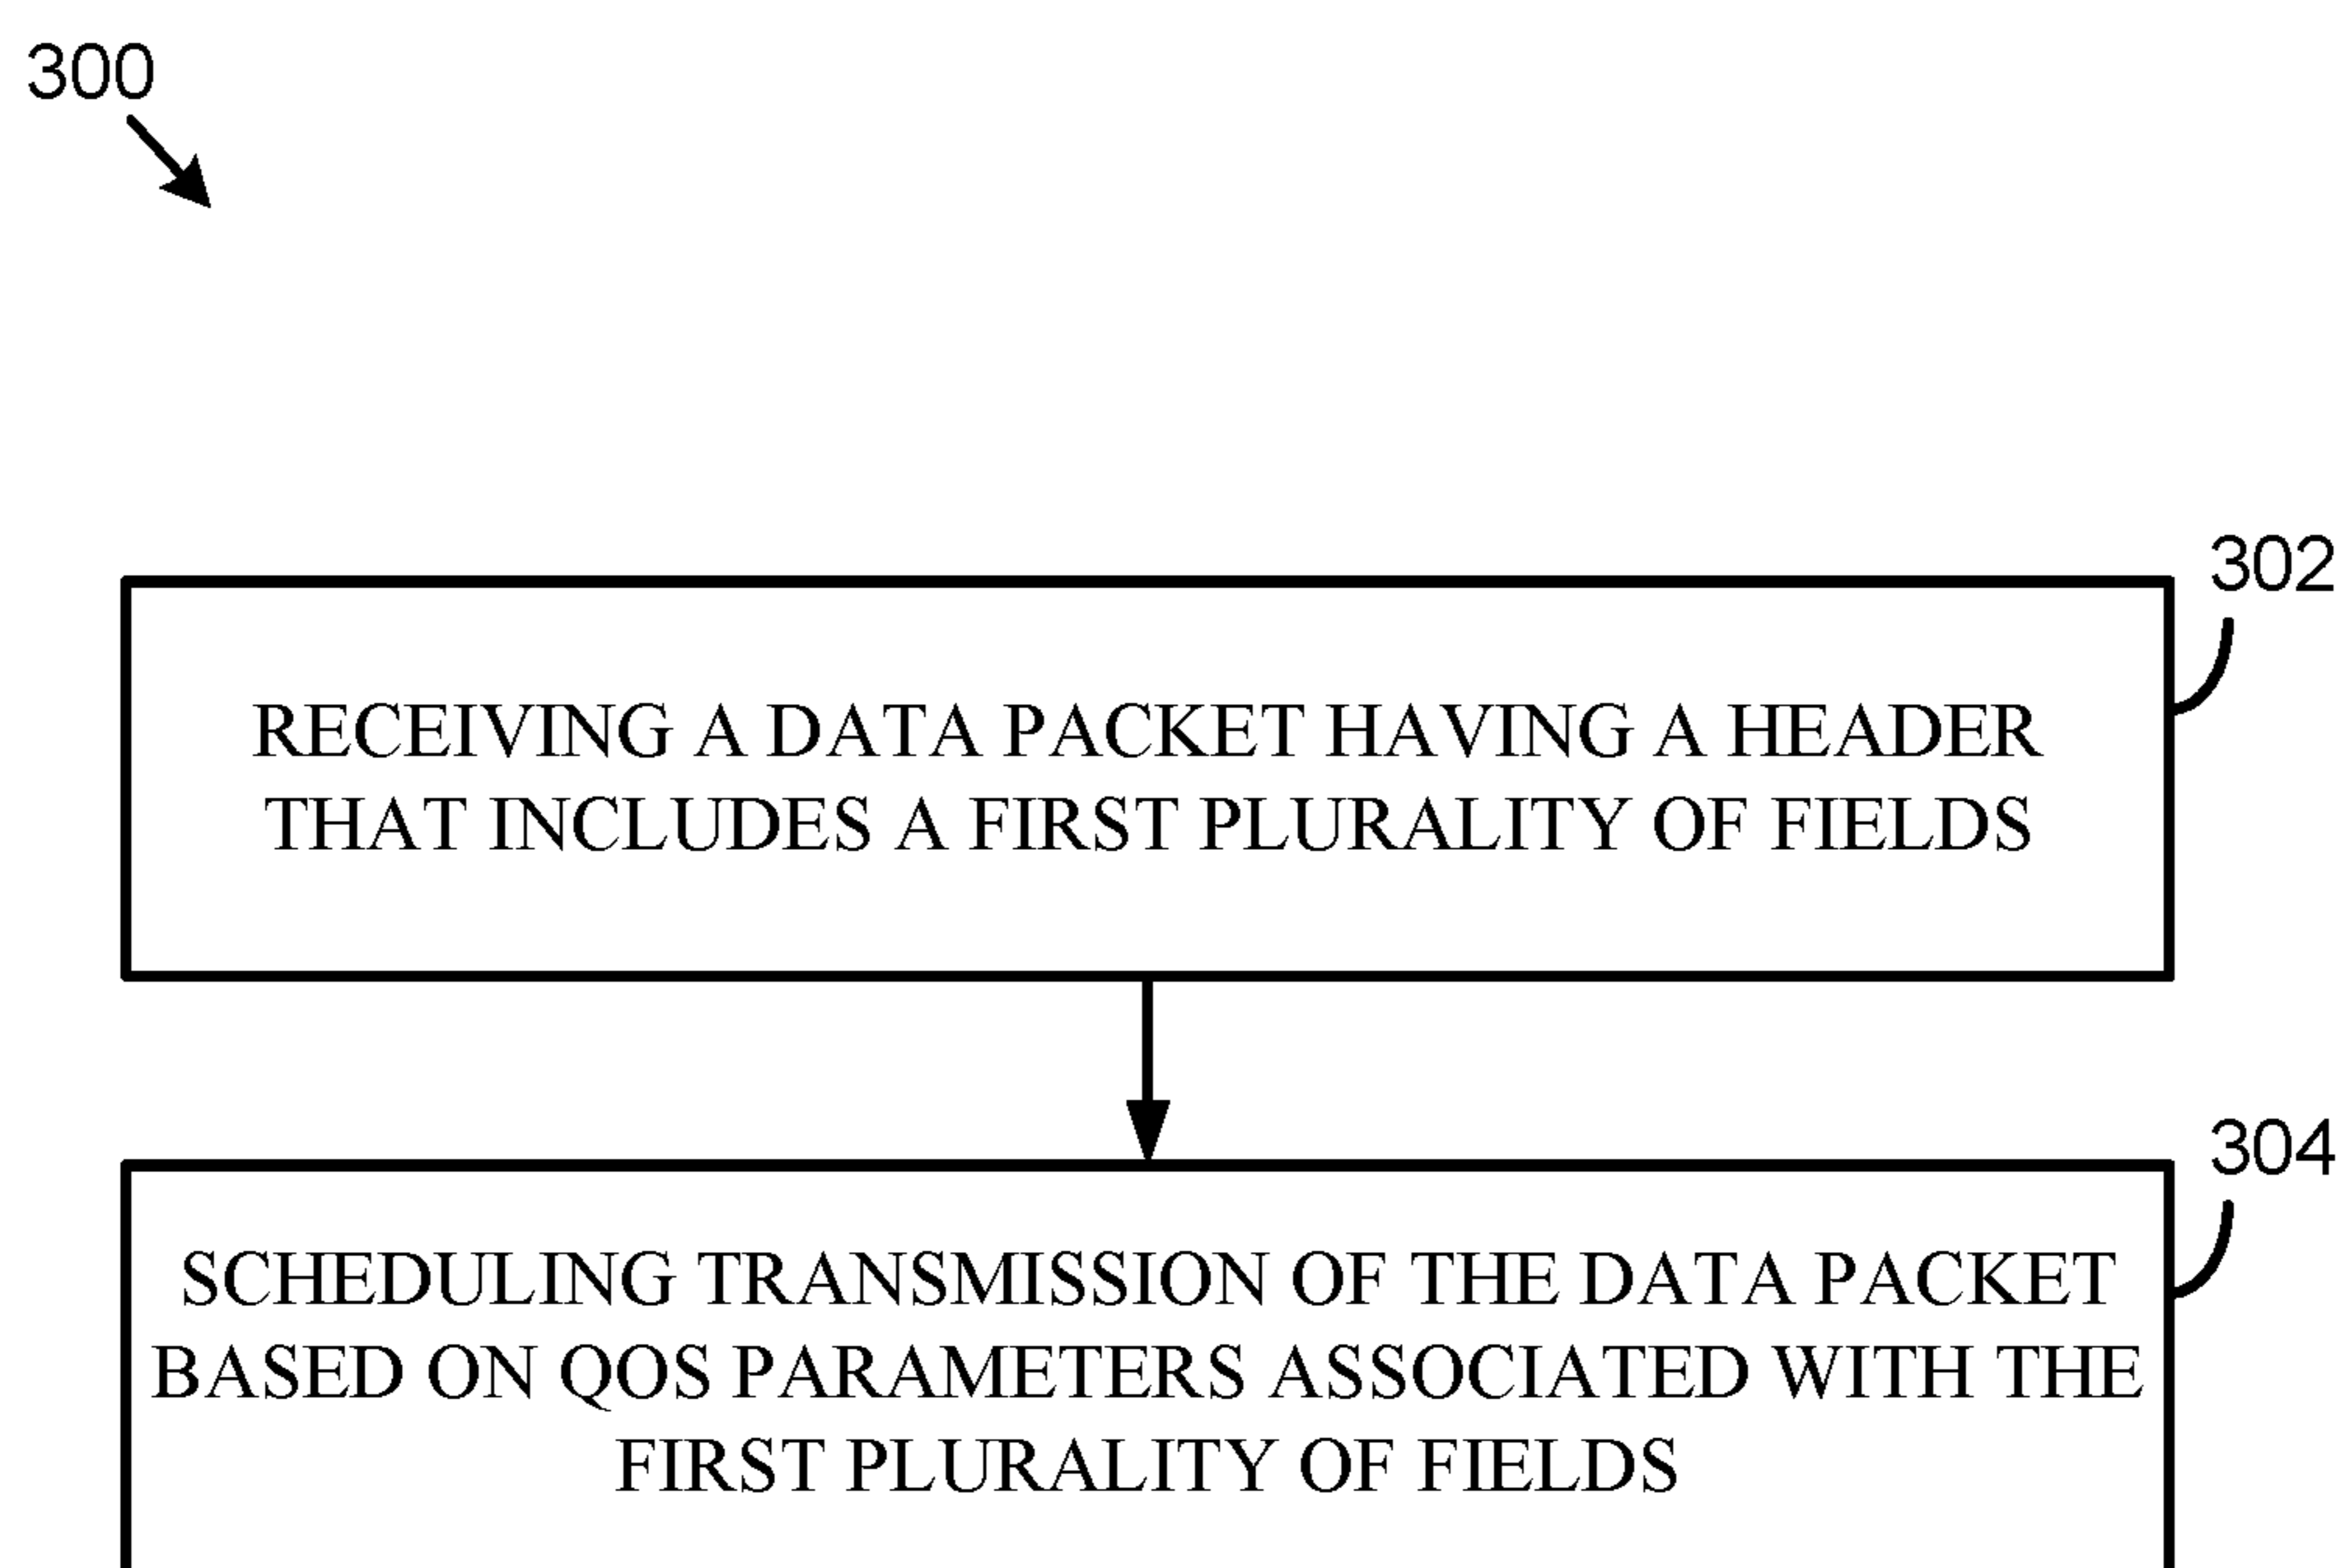 300
302
RECEIVING A DATA PACKET HAVING A HEADER
THAT INCLUDES A FIRST PLURALITY OF FIELDS
304
SCHEDULING TRANSMISSION OF THE DATA PACKET
BASED ON QOS PARAMETERS ASSOCIATED WITH THE
FIRST PLURALITY OF FIELDS